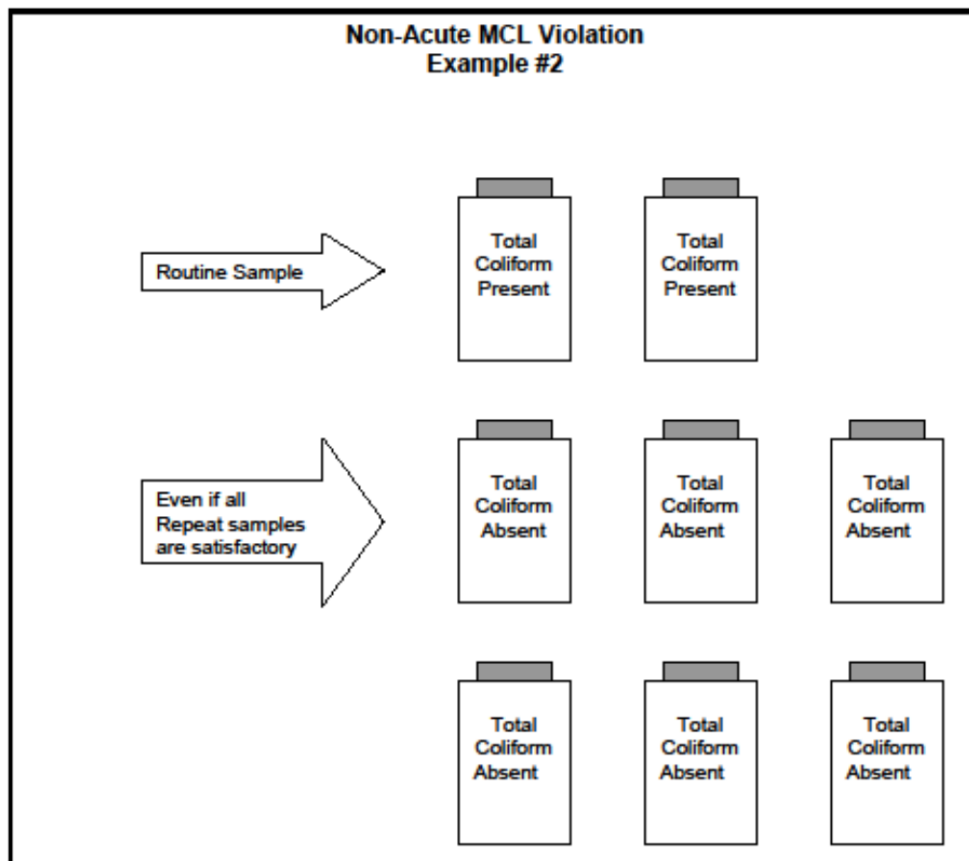 Non-Acute MCL Violation
Example #2
Routine Sample
Total
Coliform
Present
Total
Coliform
Present
Even if all
Repeat samples
are satisfactory
Total
Coliform
Absent
Total
Coliform
Absent
Total
Coliform
Absent
Total
Coliform
Absent
Total
Coliform
Absent
Total
Coliform
Absent